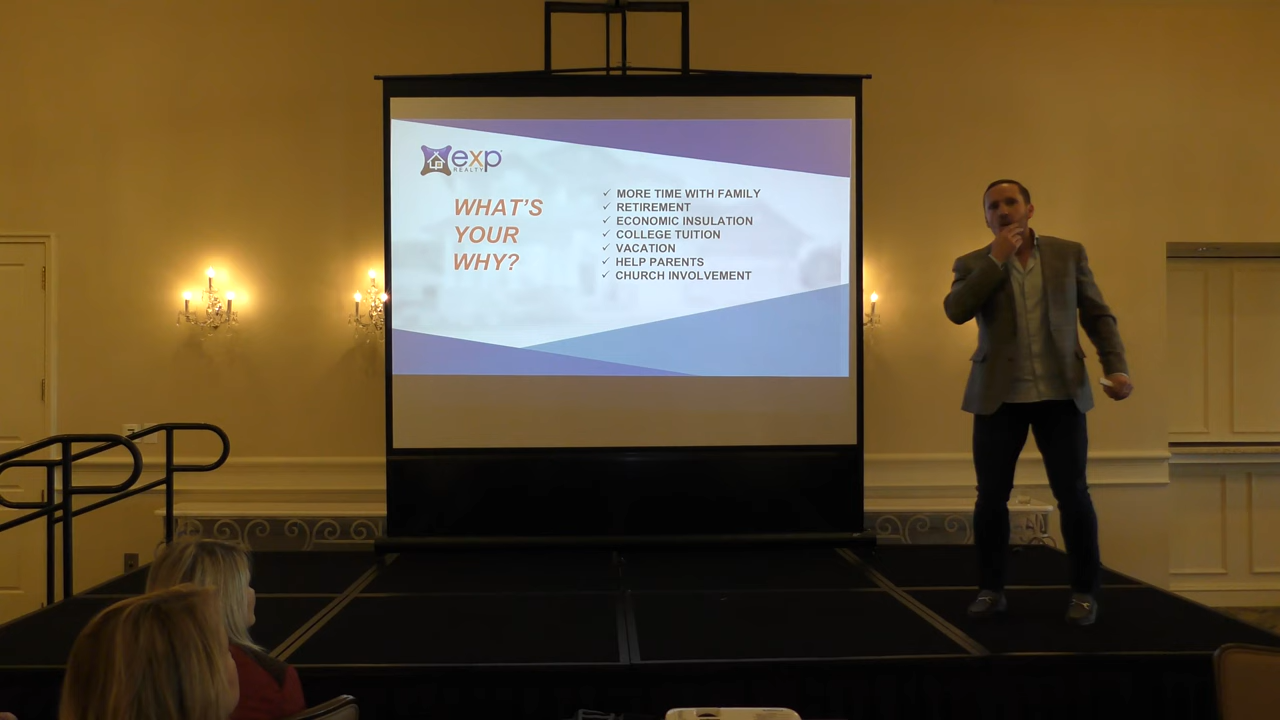 exp
REALTY
WHAT'S
YOUR
WHY?
✓ MORE TIME WITH FAMILY
✓ RETIREMENT
✓ ECONOMIC INSULATION
✓ COLLEGE TUITION
✓ VACATION
✓ HELP PARENTS
✓ CHURCH INVOLVEMENT